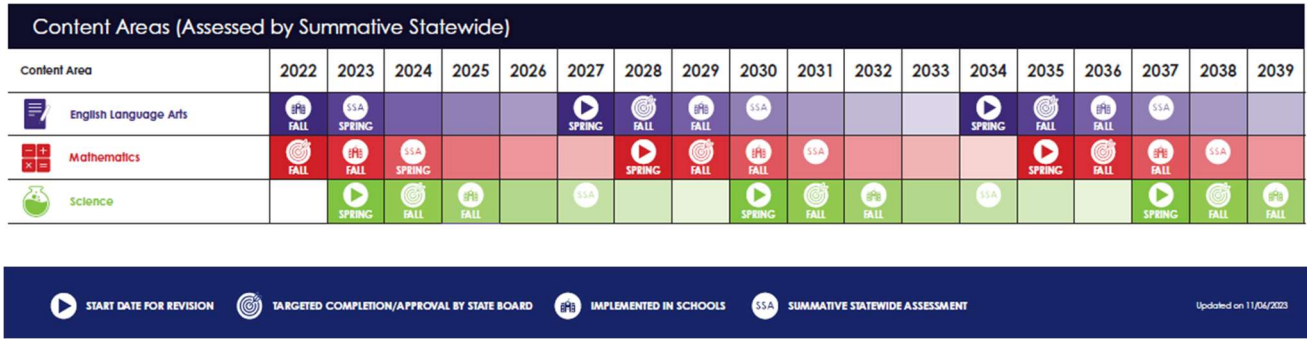 Content Areas (Assessed by Summative Statewide)
Content Area 2022 2023 2024 2025 2026 2027 2028 2029 2030 2031 2032 2033 2034 2035 2036 2037 2038 2039
English Language Arts FALL SSA SPRING SPRING FALL FALL SSA SPRING FALL FALL SSA
Mathematics FALL FALL SSA SPRING SPRING FALL FALL SSA SPRING FALL FALL SSA
Science SPRING FALL FALL SSA SPRING FALL FALL SSA SPRING FALL FALL
START DATE FOR REVISION TARGETED COMPLETION/APPROVAL BY STATE BOARD IMPLEMENTED IN SCHOOLS SSA SUMMATIVE STATEWIDE ASSESSMENT Updated on 11/06/2023